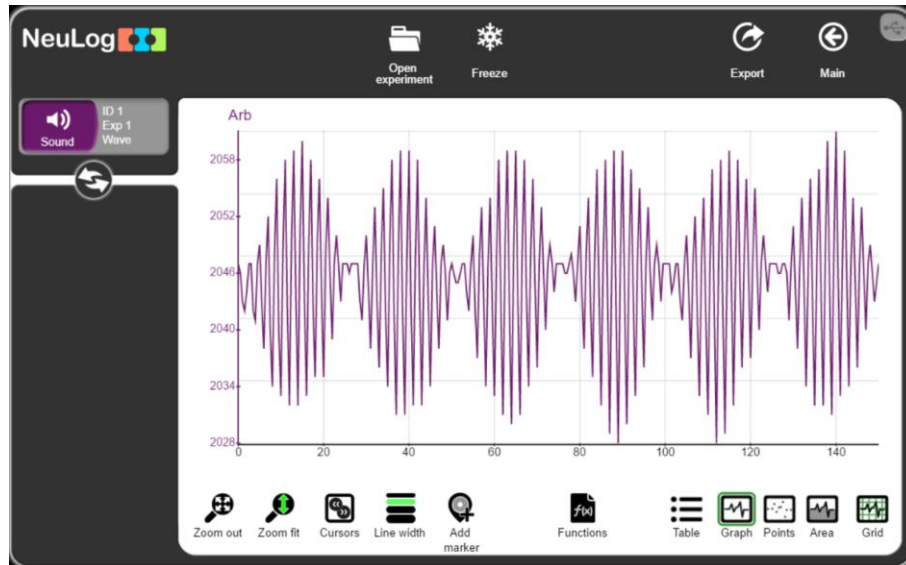 NeuLog
Open
experiment
Freeze
Export
Main
Sound
ID 1
Exp 1
Wave
Arb
2058
2052
2046
2040
2034
2028
0 20 40 60 80 100 120 140
Zoom out
Zoom fit
Cursors
Line width
Add
marker
f(x)
Functions
Table
Graph
Points
Area
Grid